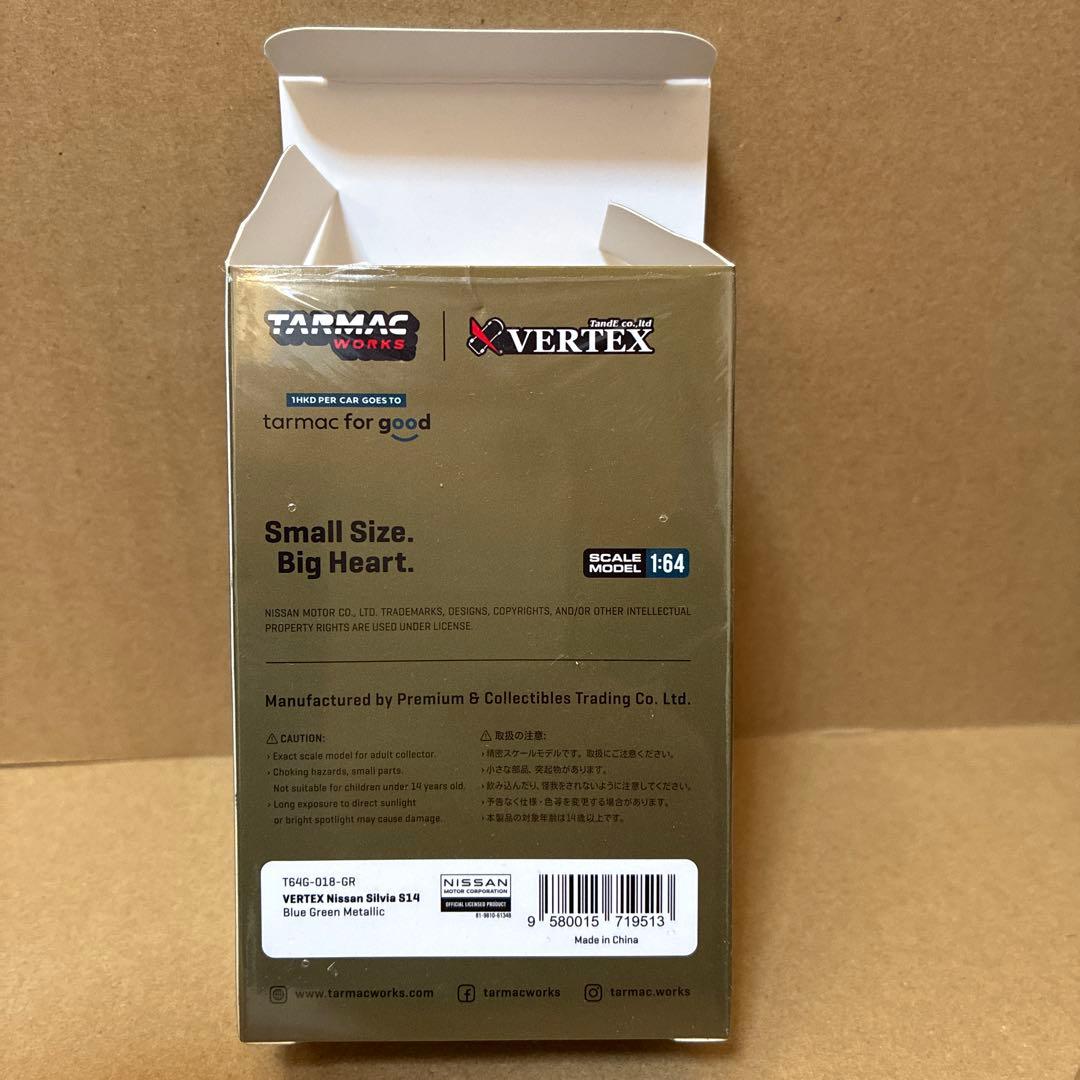 TARMAC
WORKS
TandE co.,ltd
VERTEX
1HKD PER CAR GOES TO
tarmac for good
Small Size.
Big Heart.
SCALE
MODEL 1:64
NISSAN MOTOR CO., LTD. TRADEMARKS, DESIGNS, COPYRIGHTS, AND/OR OTHER INTELLECTUAL
PROPERTY RIGHTS ARE USED UNDER LICENSE.
Manufactured by Premium & Collectibles Trading Co. Ltd.
⚠ CAUTION:
› Exact scale model for adult collector.
› Choking hazards, small parts.
Not suitable for children under 14 years old.
› Long exposure to direct sunlight
or bright spotlight may cause damage.
⚠ 取扱の注意:
› 精密スケールモデルです。取扱にご注意ください。
› 小さな部品、突起物があります。
› 飲み込んだり、怪我をされないように注意してください。
› 予告なく仕様・色等を変更する場合があります。
› 本製品の対象年齢は14歳以上です。
T64G-018-GR
VERTEX Nissan Silvia S14
Blue Green Metallic
NISSAN
MOTOR CORPORATION
OFFICIAL LICENSED PRODUCT
81-9810-61348
9 580015 719513
Made in China
www.tarmacworks.com
tarmacworks
tarmac.works